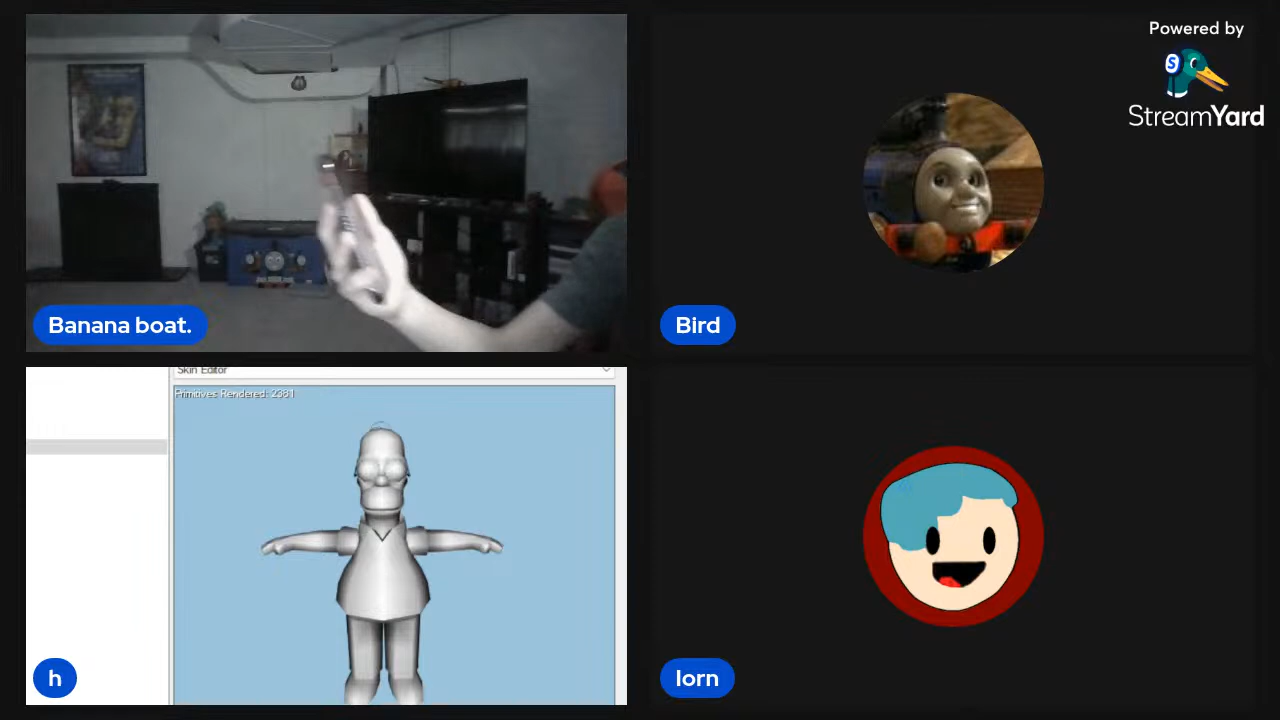 Powered by
StreamYard
Banana boat.
Bird
Skin Editor
Primitives Rendered: 2381
h
lorn